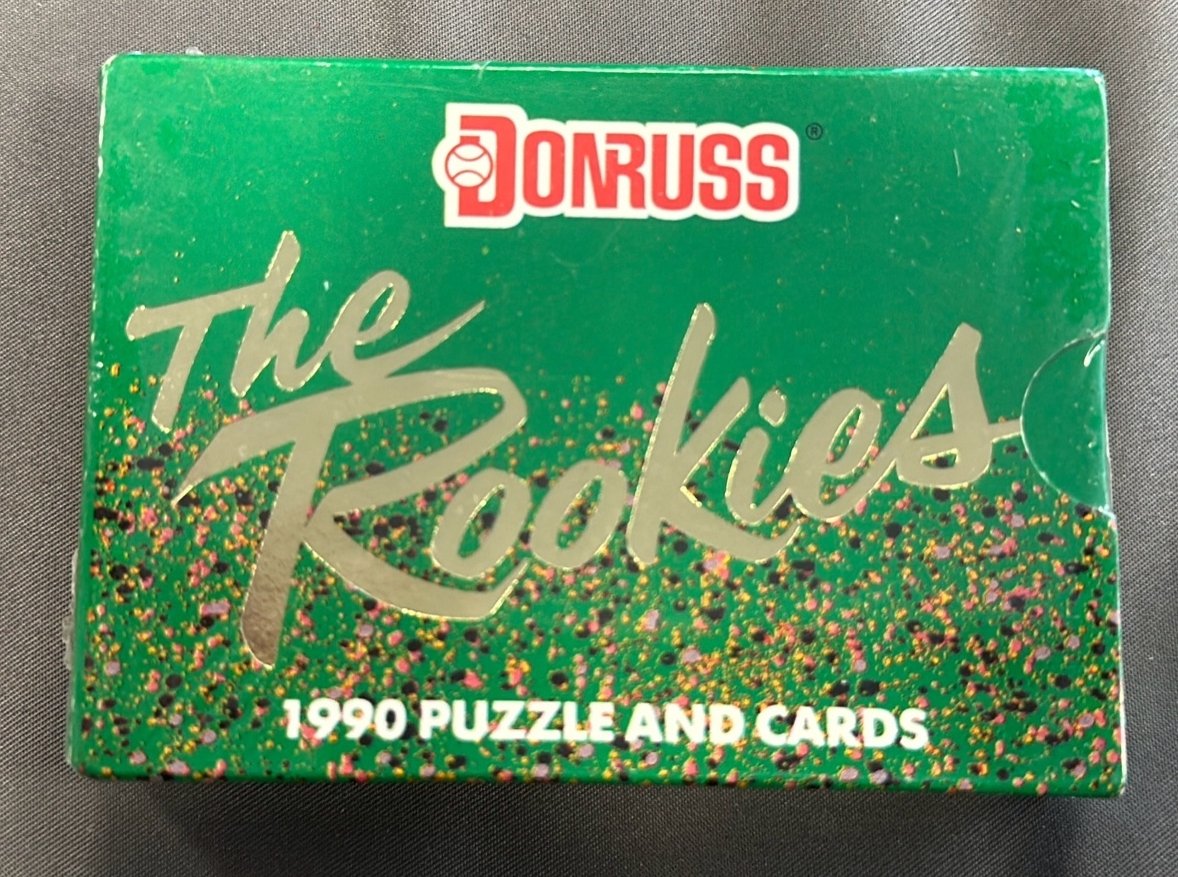 DONRUSS®
The
Rookies
1990 PUZZLE AND CARDS